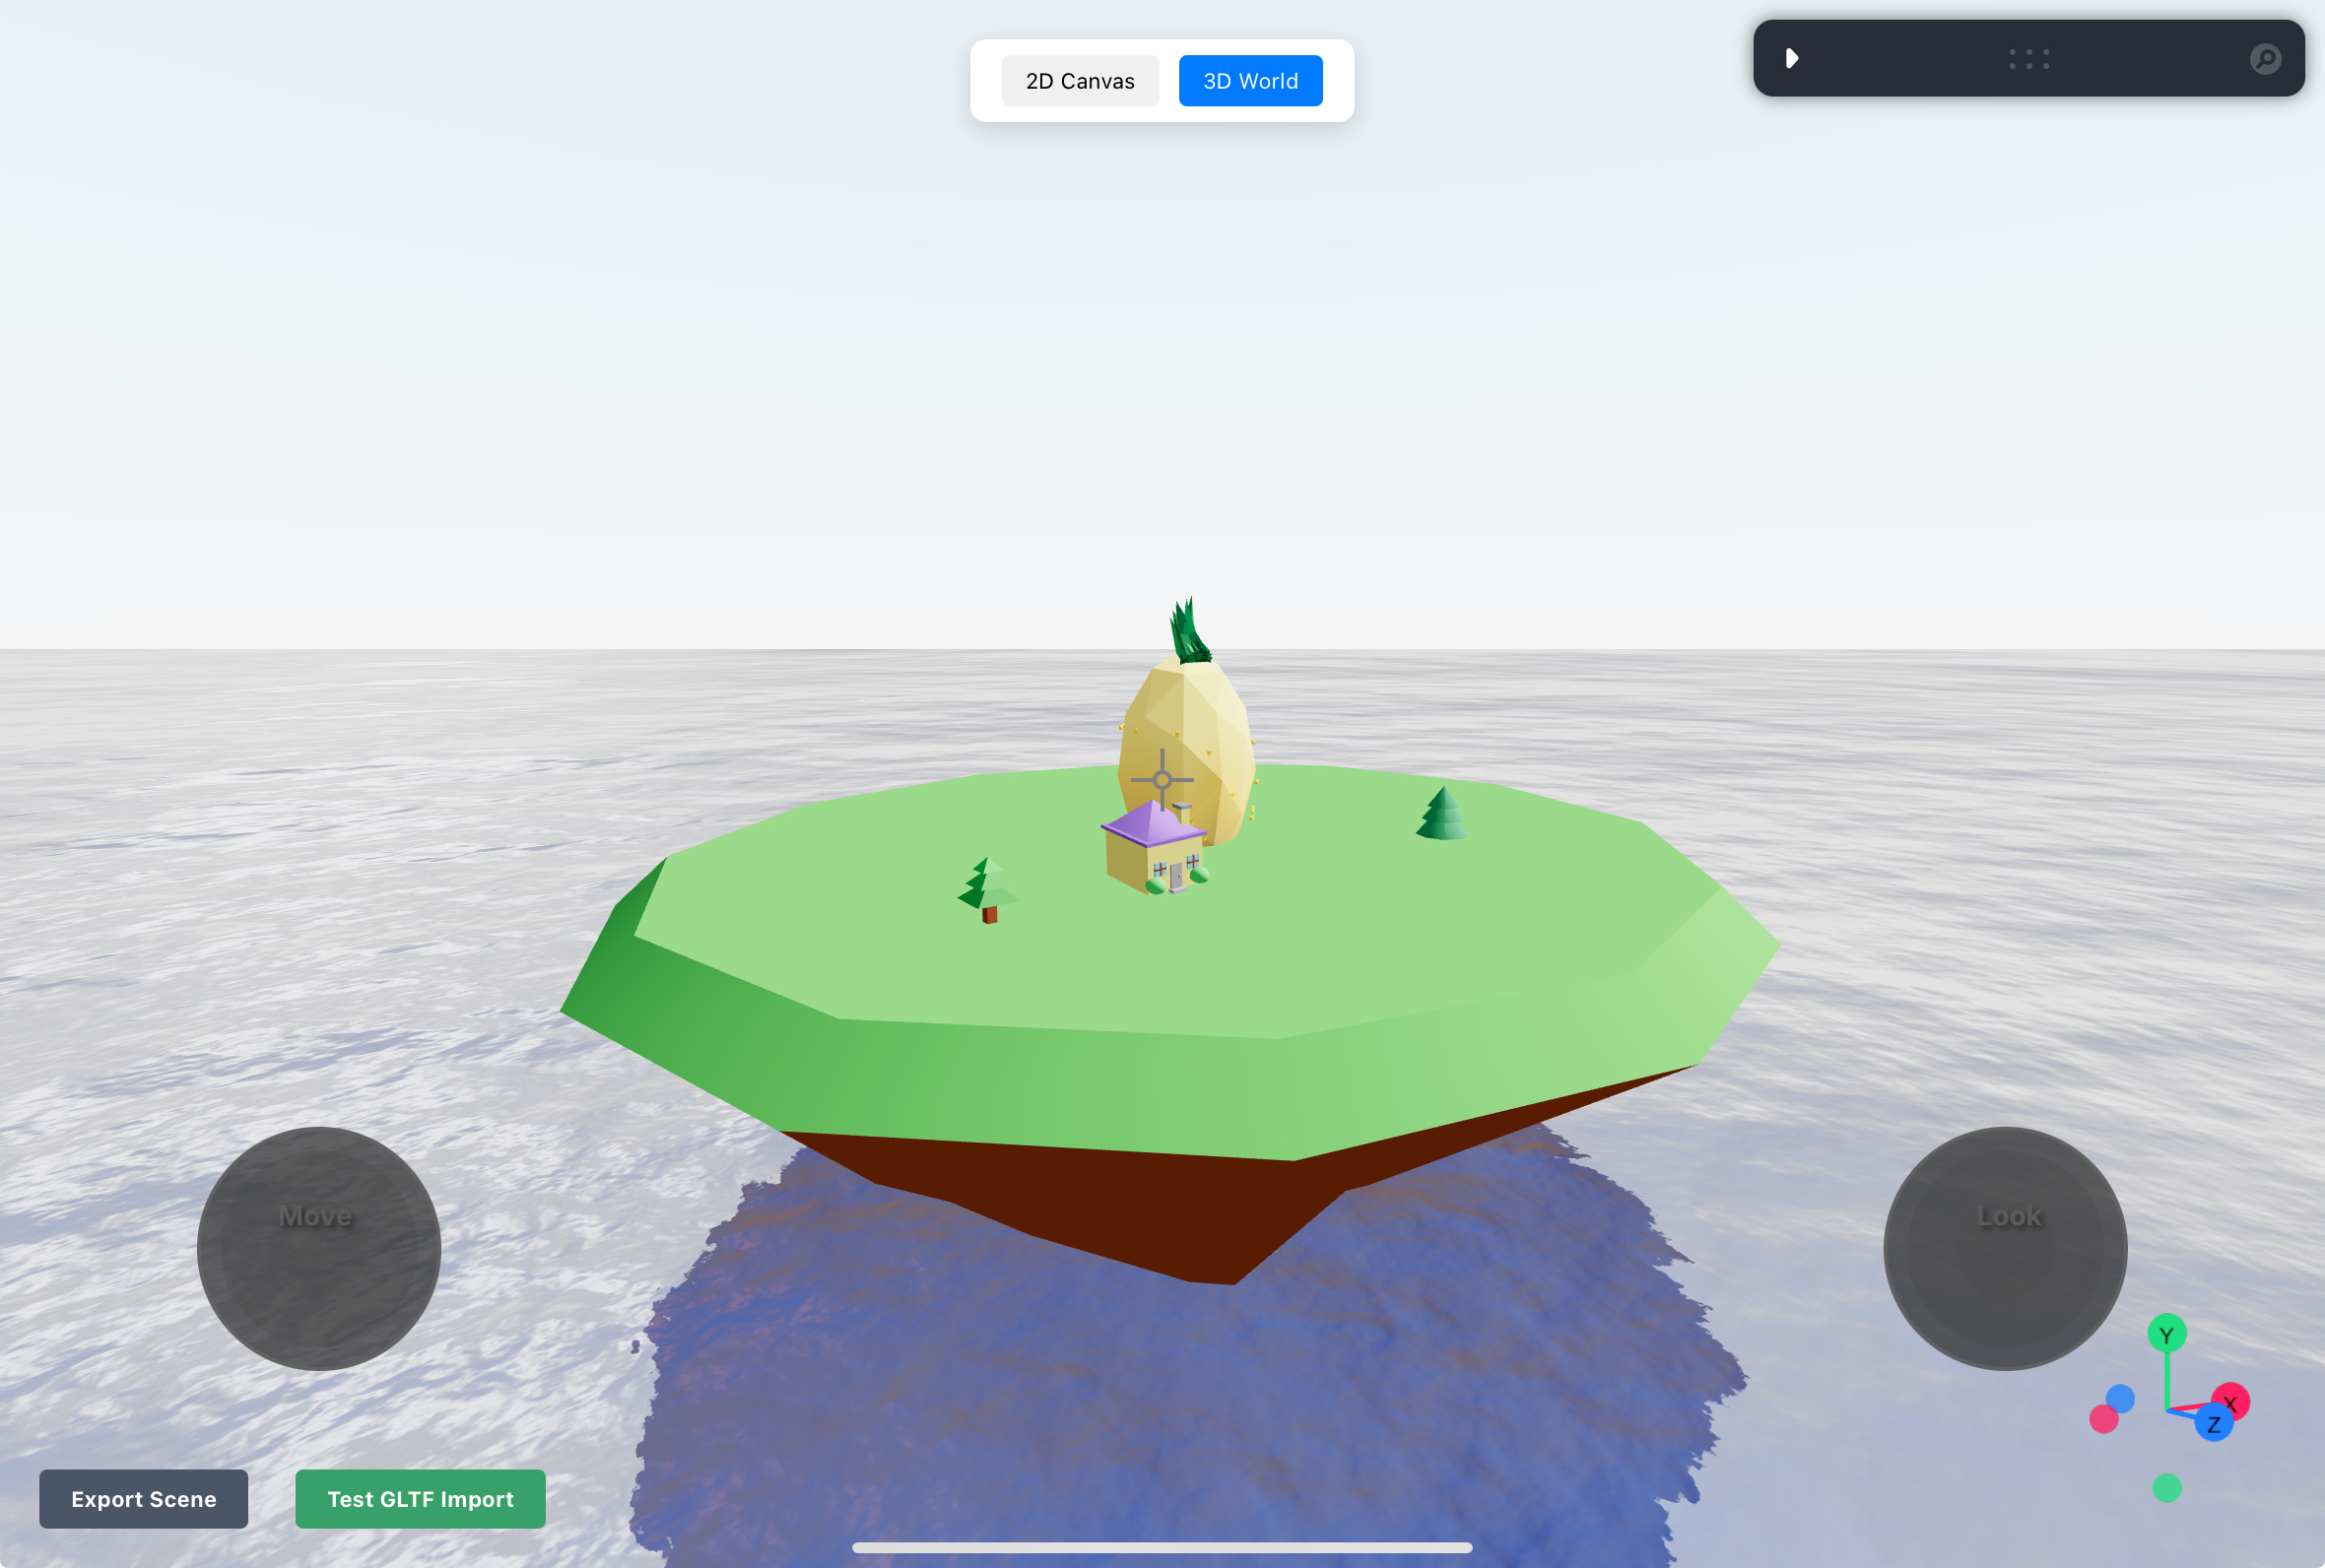 2D Canvas
3D World
Move
Look
Y
X
Z
Export Scene
Test GLTF Import